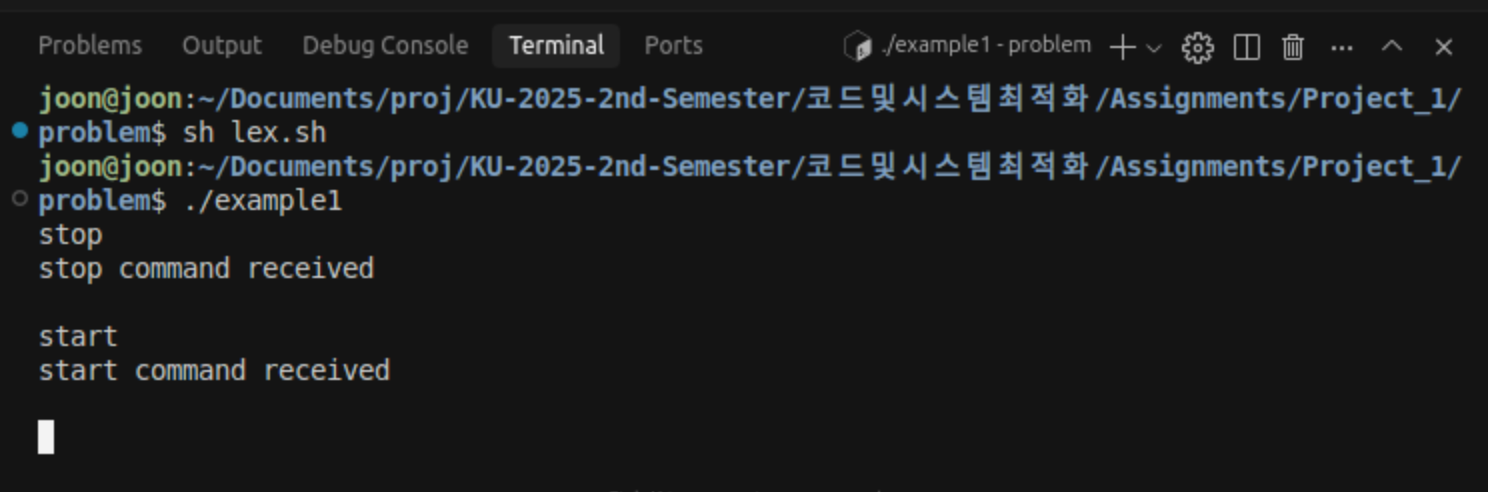 Problems Output Debug Console Terminal Ports ./example1 - problem
joon@joon:~/Documents/proj/KU-2025-2nd-Semester/코드및시스템최적화/Assignments/Project_1/
problem$ sh lex.sh
joon@joon:~/Documents/proj/KU-2025-2nd-Semester/코드및시스템최적화/Assignments/Project_1/
problem$ ./example1
stop
stop command received
start
start command received